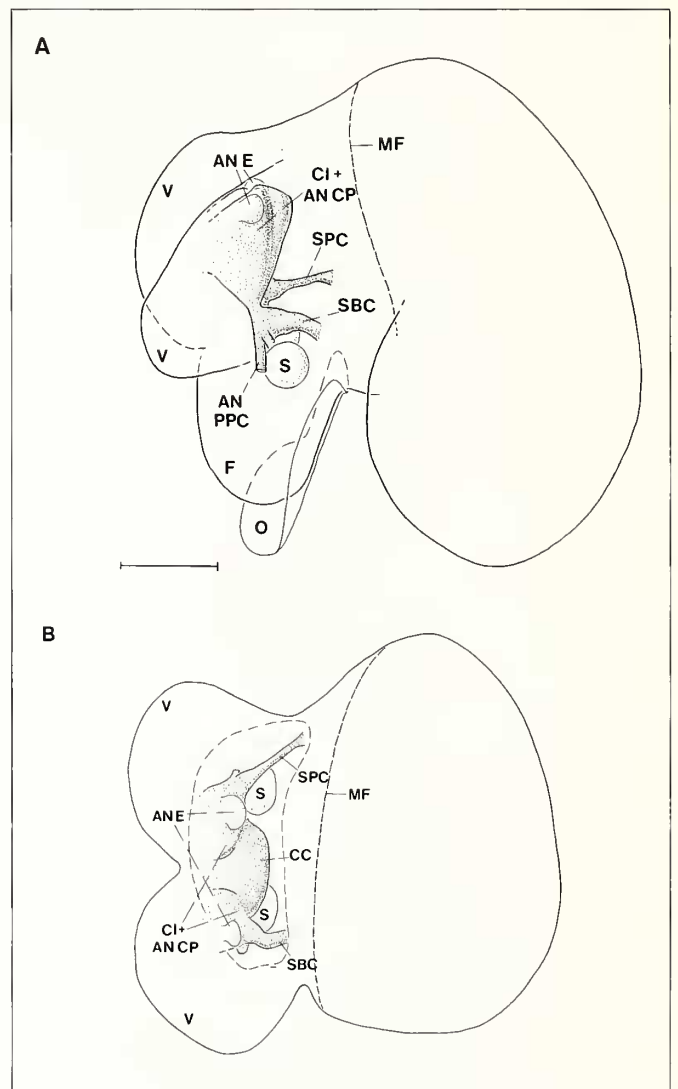 A
MF
AN E
V
CI +
AN CP
SPC
SBC
V
S
AN
PPC
F
O
B
V
SPC
S
MF
AN E
CC
S
CI+
AN CP
SBC
V